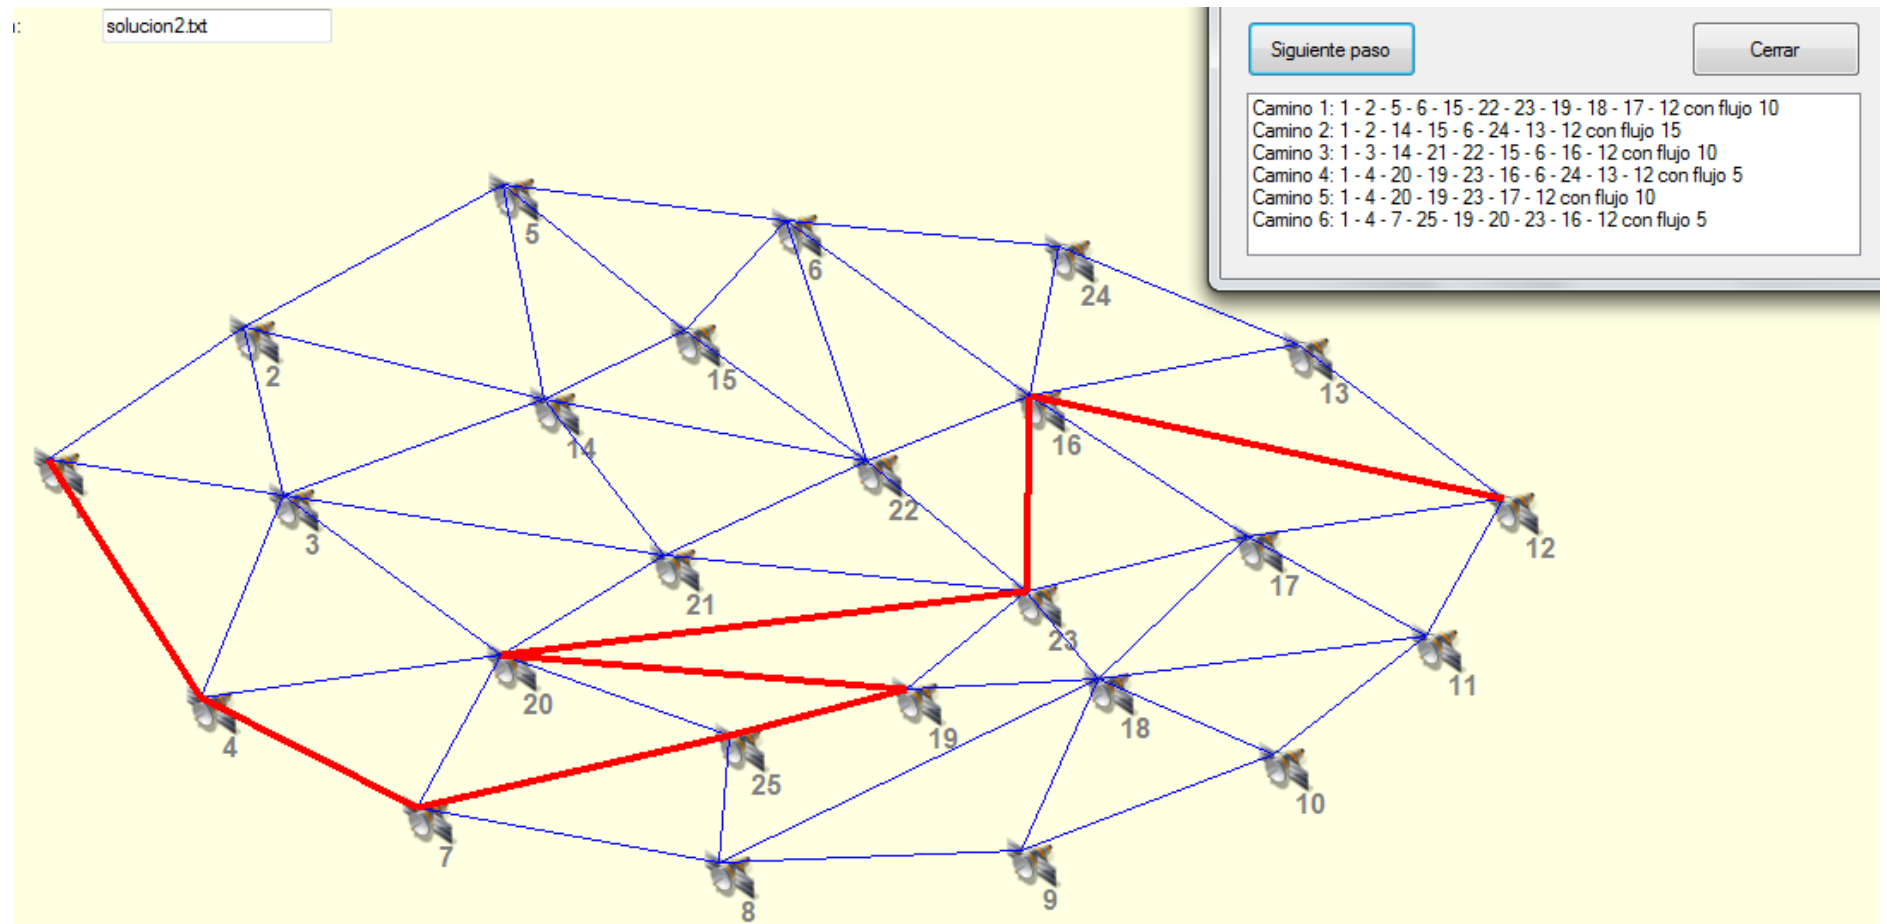 : solucion2.txt
Siguiente paso
Cerrar
Camino 1: 1 - 2 - 5 - 6 - 15 - 22 - 23 - 19 - 18 - 17 - 12 con flujo 10
Camino 2: 1 - 2 - 14 - 15 - 6 - 24 - 13 - 12 con flujo 15
Camino 3: 1 - 3 - 14 - 21 - 22 - 15 - 6 - 16 - 12 con flujo 10
Camino 4: 1 - 4 - 20 - 19 - 23 - 16 - 6 - 24 - 13 - 12 con flujo 5
Camino 5: 1 - 4 - 20 - 19 - 23 - 17 - 12 con flujo 10
Camino 6: 1 - 4 - 7 - 25 - 19 - 20 - 23 - 16 - 12 con flujo 5
5
6
24
2
15
13
14
16
1
3
22
12
21
17
23
20
19
18
11
4
25
10
7
8
9